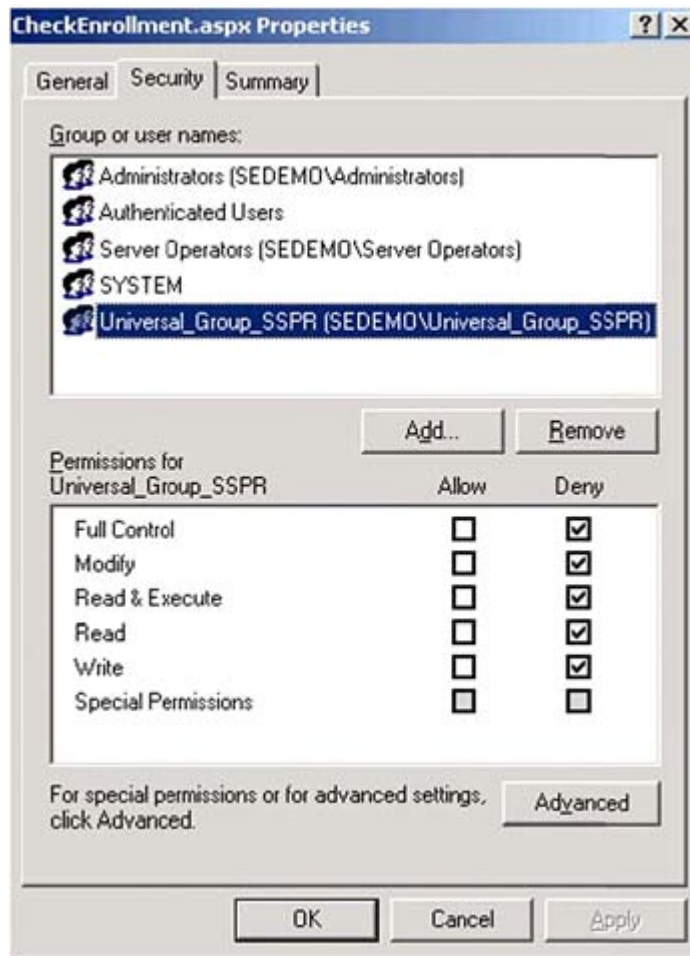 CheckEnrollment.aspx Properties
General Security Summary
Group or user names:
Administrators (SEDEMO\Administrators)
Authenticated Users
Server Operators (SEDEMO\Server Operators)
SYSTEM
Universal_Group_SSPR (SEDEMO\Universal_Group_SSPR)
Add... Remove
Permissions for
Universal_Group_SSPR Allow Deny
Full Control
Modify
Read & Execute
Read
Write
Special Permissions
For special permissions or for advanced settings,
click Advanced.
Advanced
OK Cancel Apply